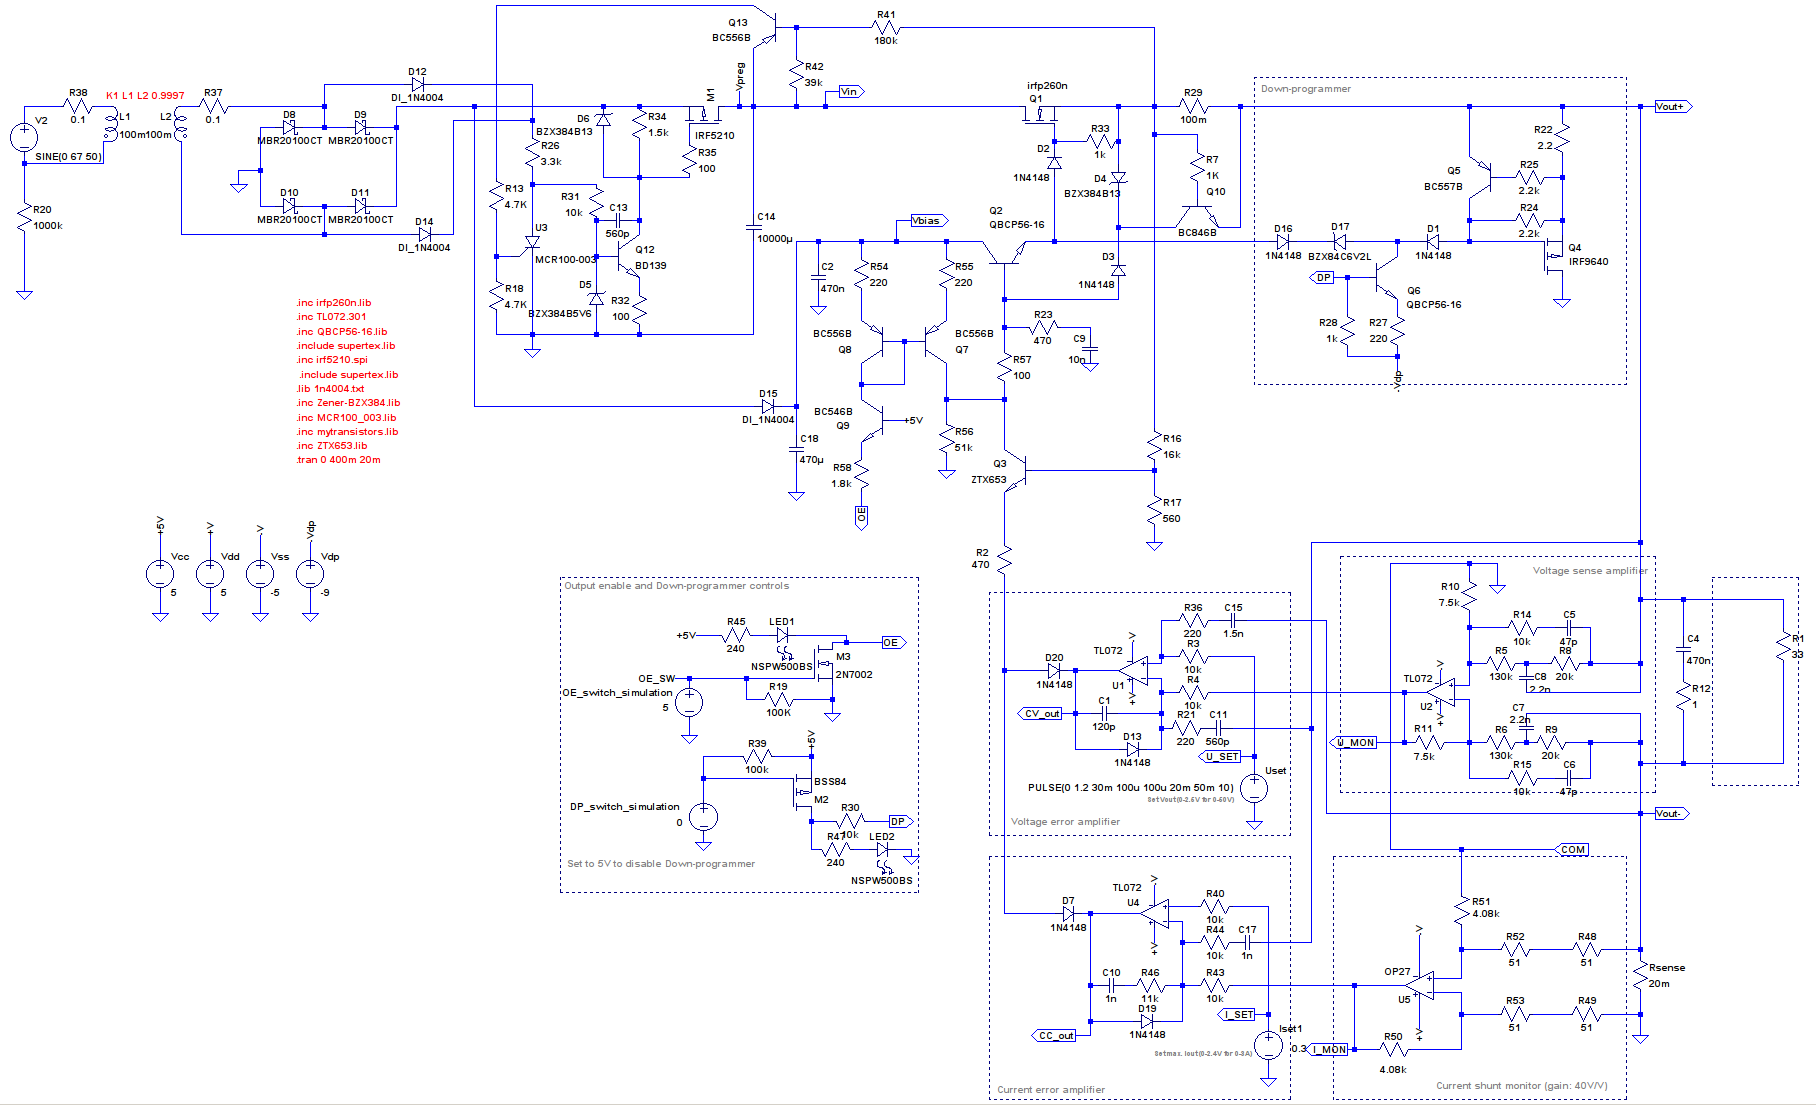 Q13
BC556B
R41
180k
R42
39k
Vpreg
Vin
D12
DI_1N4004
R38
0.1
K1 L1 L2 0.9997
L1
100m
L2
100m
R37
0.1
V2
SINE(0 67 50)
R20
1000k
D8
MBR20100CT
D9
MBR20100CT
D10
MBR20100CT
D11
MBR20100CT
D14
DI_1N4004
R26
3.3k
D6
BZX384B13
R34
1.5k
M1
IRF5210
R35
100
R13
4.7K
R31
10k
C13
560p
U3
MCR100-003
Q12
BD139
R18
4.7K
D5
BZX384B5V6
R32
100
C14
10000µ
irfp260n
Q1
R29
100m
R33
1k
D2
1N4148
D4
BZX384B13
R7
1K
Q10
BC846B
Q2
QBCP56-16
D3
1N4148
Vbias
C2
470n
R54
220
R55
220
BC556B
Q8
BC556B
Q7
R23
470
C9
10n
R57
100
D15
DI_1N4004
BC546B
Q9
+5V
C18
470µ
R58
1.8k
OE
R56
51k
Q3
ZTX653
R16
16k
R17
560
R2
470
Down-programmer
Vout+
R22
2.2
Q5
BC557B
R25
2.2k
R24
2.2k
Q4
IRF9640
D16
1N4148
D17
BZX84C6V2L
D1
1N4148
DP
Q6
QBCP56-16
R28
1k
R27
220
-Vdp
.inc irfp260n.lib
.inc TL072.301
.inc QBCP56-16.lib
.include supertex.lib
.inc irf5210.spi
.include supertex.lib
.lib 1n4004.txt
.inc Zener-BZX384.lib
.inc MCR100_003.lib
.inc mytransistors.lib
.inc ZTX653.lib
.tran 0 400m 20m
+5V
Vcc
5
+V
Vdd
5
-V
Vss
-5
-Vdp
Vdp
-9
Output enable and Down-programmer controls
+5V
R45
240
LED1
NSPW500BS
OE
M3
2N7002
OE_SW
OE_switch_simulation
5
R19
100K
+5V
R39
100k
BSS84
M2
DP_switch_simulation
0
R30
10k
DP
R47
240
LED2
NSPW500BS
Set to 5V to disable Down-programmer
R36
220
C15
1.5n
TL072
U1
-V
+V
R3
10k
R4
10k
D20
1N4148
CV_out
C1
120p
R21
220
C11
560p
D13
1N4148
U_SET
Uset
PULSE(0 1.2 30m 100u 100u 20m 50m 10)
Set Vout (0-2.5V for 0-50V)
Voltage error amplifier
Voltage sense amplifier
R10
7.5k
R14
10k
C5
47p
R5
130k
R8
20k
C8
2.2n
TL072
U2
-V
+V
C7
2.2n
U_MON
R11
7.5k
R6
130k
R9
20k
R15
10k
C6
47p
C4
470n
R12
1
R1
33
Vout-
COM
TL072
U4
-V
+V
D7
1N4148
R40
10k
R44
10k
C17
1n
C10
1n
R46
11k
R43
10k
D19
1N4148
CC_out
I_SET
Iset1
0.3
Set max. Iout (0-2.4V for 0-3A)
Current error amplifier
R51
4.08k
-V
OP27
U5
+V
R52
51
R48
51
R53
51
R49
51
Rsense
20m
I_MON
R50
4.08k
Current shunt monitor (gain: 40V/V)